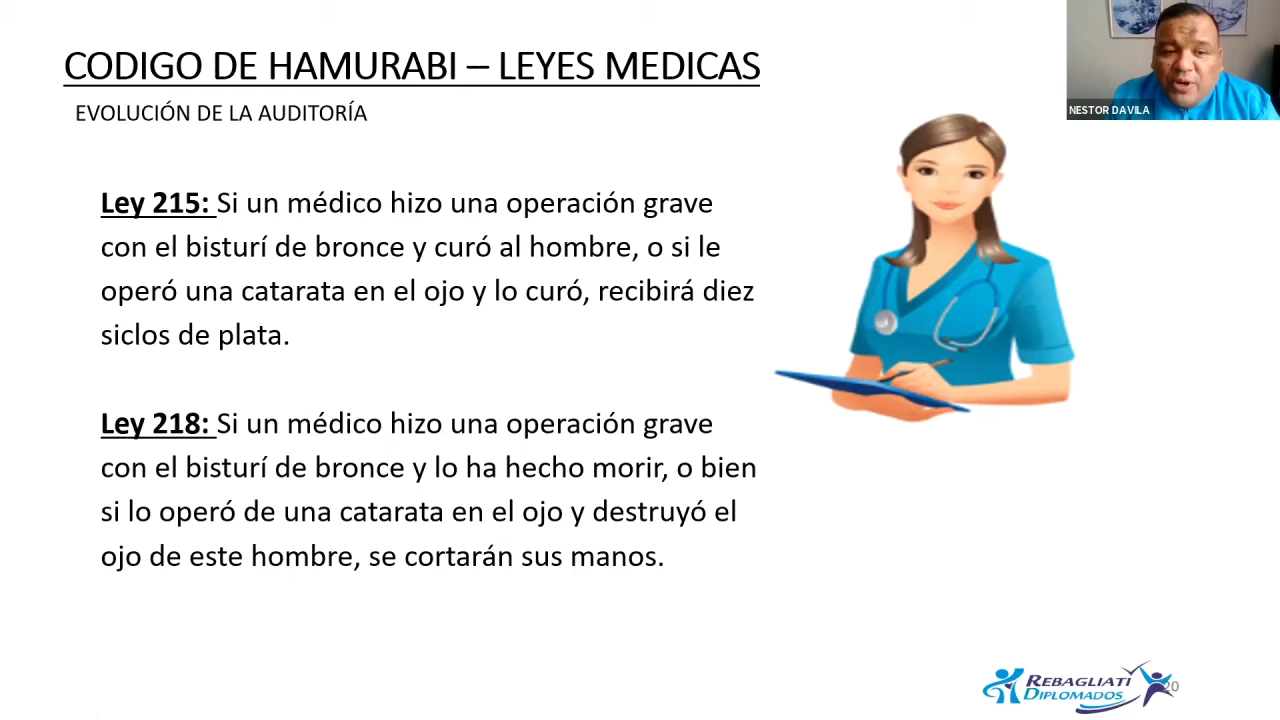 CODIGO DE HAMURABI – LEYES MEDICAS
EVOLUCIÓN DE LA AUDITORÍA
NESTOR DAVILA
Ley 215: Si un médico hizo una operación grave
con el bisturí de bronce y curó al hombre, o si le
operó una catarata en el ojo y lo curó, recibirá diez
siclos de plata.
Ley 218: Si un médico hizo una operación grave
con el bisturí de bronce y lo ha hecho morir, o bien
si lo operó de una catarata en el ojo y destruyó el
ojo de este hombre, se cortarán sus manos.
REBAGLIATI
DIPLOMADOS
20